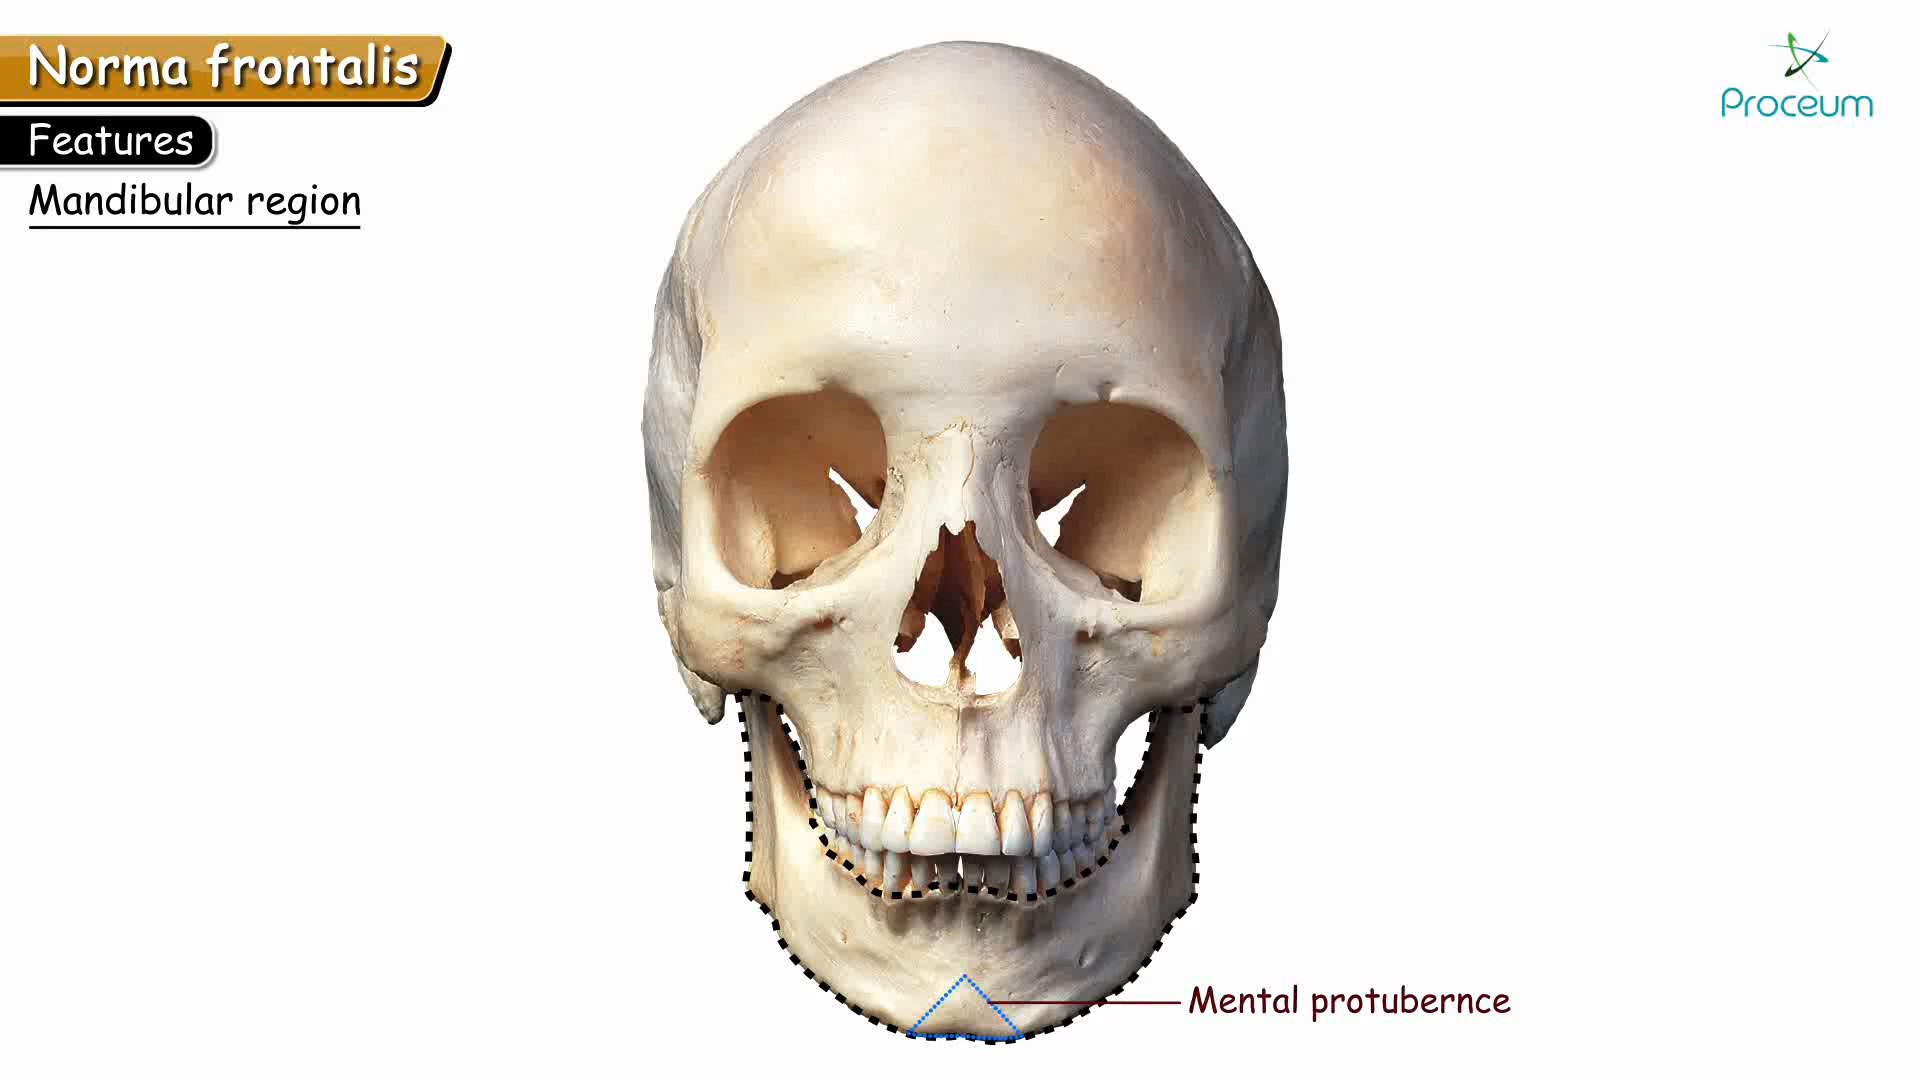 Norma frontalis
Features
Mandibular region
Proceum
Mental protubernce